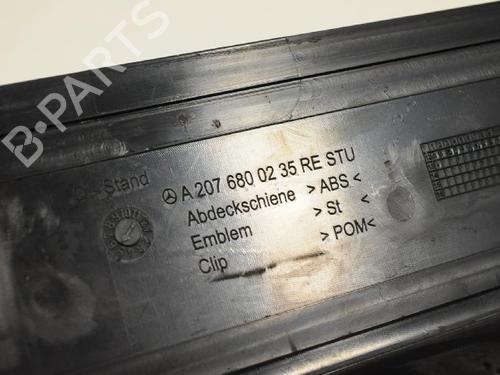 B-PARTS
Stand
A 207 680 02 35 RE STU
Abdeckschiene >ABS<
Emblem >St <
Clip >POM<